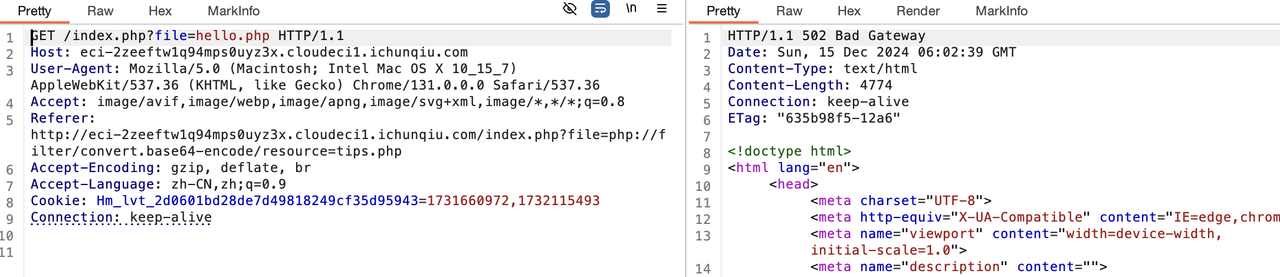 Pretty Raw Hex MarkInfo \n
1 GET /index.php?file=hello.php HTTP/1.1
2 Host: eci-2zeeftw1q94mps0uyz3x.cloudeci1.ichunqiu.com
3 User-Agent: Mozilla/5.0 (Macintosh; Intel Mac OS X 10_15_7)
AppleWebKit/537.36 (KHTML, like Gecko) Chrome/131.0.0.0 Safari/537.36
4 Accept: image/avif,image/webp,image/apng,image/svg+xml,image/*,*/*;q=0.8
5 Referer:
http://eci-2zeeftw1q94mps0uyz3x.cloudeci1.ichunqiu.com/index.php?file=php://f
ilter/convert.base64-encode/resource=tips.php
6 Accept-Encoding: gzip, deflate, br
7 Accept-Language: zh-CN,zh;q=0.9
8 Cookie: Hm_lvt_2d0601bd28de7d49818249cf35d95943=1731660972,1732115493
9 Connection: keep-alive
10
11
Pretty Raw Hex Render MarkInfo
1 HTTP/1.1 502 Bad Gateway
2 Date: Sun, 15 Dec 2024 06:02:39 GMT
3 Content-Type: text/html
4 Content-Length: 4774
5 Connection: keep-alive
6 ETag: "635b98f5-12a6"
7
8 <!doctype html>
9 <html lang="en">
10 <head>
11 <meta charset="UTF-8">
12 <meta http-equiv="X-UA-Compatible" content="IE=edge,chrom
13 <meta name="viewport" content="width=device-width,
initial-scale=1.0">
14 <meta name="description" content="">